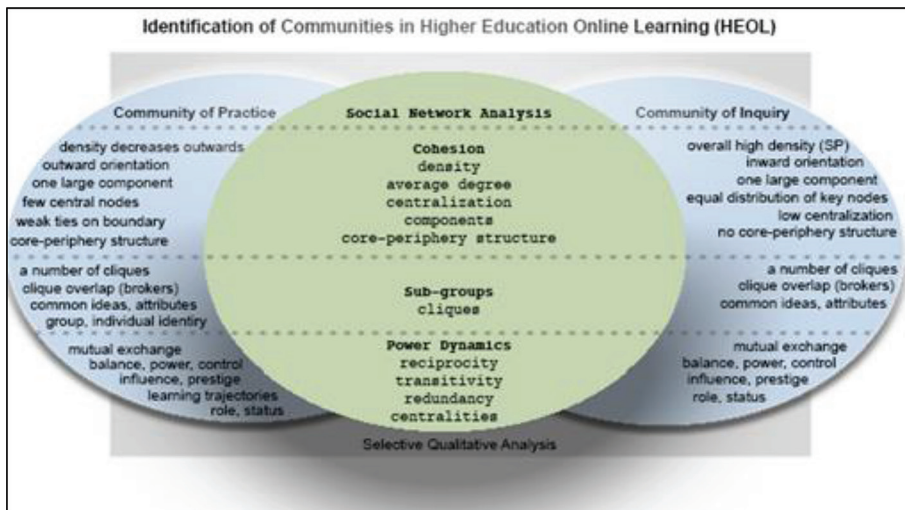 Identification of Communities in Higher Education Online Learning (HEOL)
Community of Practice
density decreases outwards
outward orientation
one large component
few central nodes
weak ties on boundary
core-periphery structure
a number of cliques
clique overlap (brokers)
common ideas, attributes
group, individual identiry
mutual exchange
balance, power, control
influence, prestige
learning trajectories
role, status
Social Network Analysis
Cohesion
density
average degree
centralization
components
core-periphery structure
Sub-groups
cliques
Power Dynamics
reciprocity
transitivity
redundancy
centralities
Community of Inquiry
overall high density (SP)
inward orientation
one large component
equal distribution of key nodes
low centralization
no core-periphery structure
a number of cliques
clique overlap (brokers)
common ideas, attributes
mutual exchange
balance, power, control
influence, prestige
role, status
Selective Qualitative Analysis